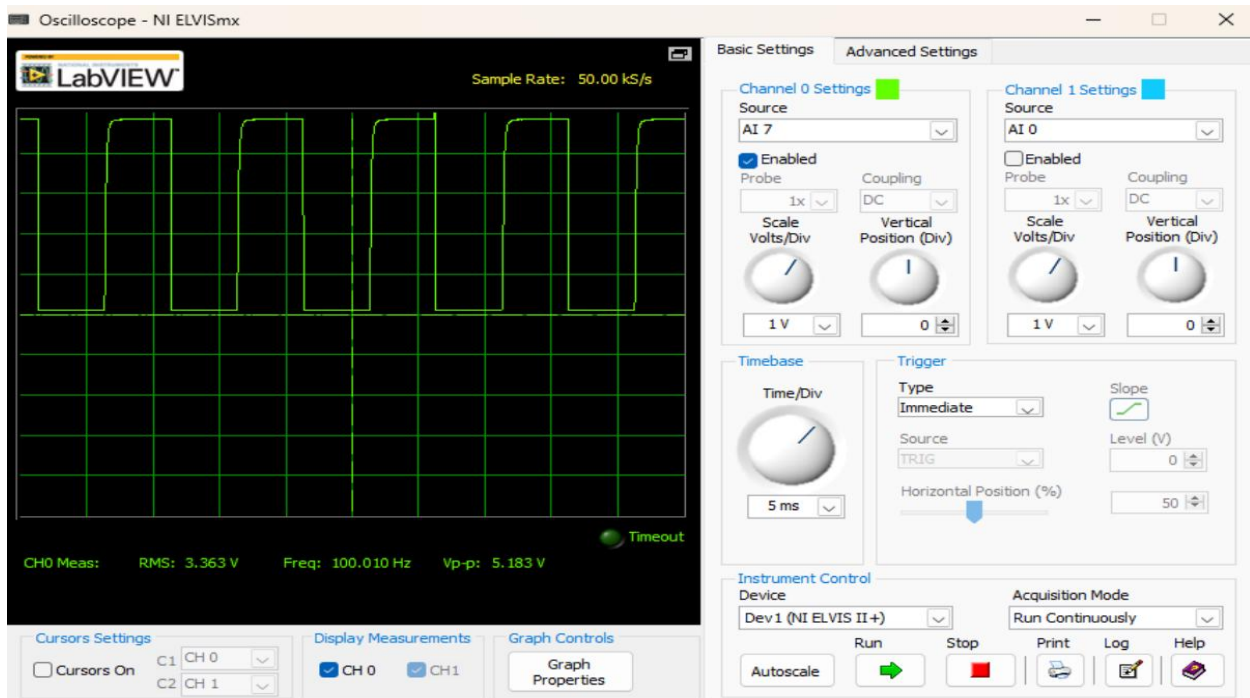 Oscilloscope - NI ELVISmx
POWERED BY
NATIONAL INSTRUMENTS
LabVIEW
Sample Rate: 50.00 kS/s
Timeout
CH0 Meas: RMS: 3.363 V Freq: 100.010 Hz Vp-p: 5.183 V
Cursors Settings
Cursors On
C1 CH 0
C2 CH 1
Display Measurements
CH 0 CH1
Graph Controls
Graph
Properties
Basic Settings Advanced Settings
Channel 0 Settings
Source
AI 7
Enabled
Probe Coupling
1x DC
Scale Vertical
Volts/Div Position (Div)
1 V 0
Channel 1 Settings
Source
AI 0
Enabled
Probe Coupling
1x DC
Scale Vertical
Volts/Div Position (Div)
1 V 0
Timebase
Time/Div
5 ms
Trigger
Type Slope
Immediate
Source Level (V)
TRIG 0
Horizontal Position (%)
50
Instrument Control
Device Acquisition Mode
Dev1 (NI ELVIS II+) Run Continuously
Run Stop Print Log Help
Autoscale